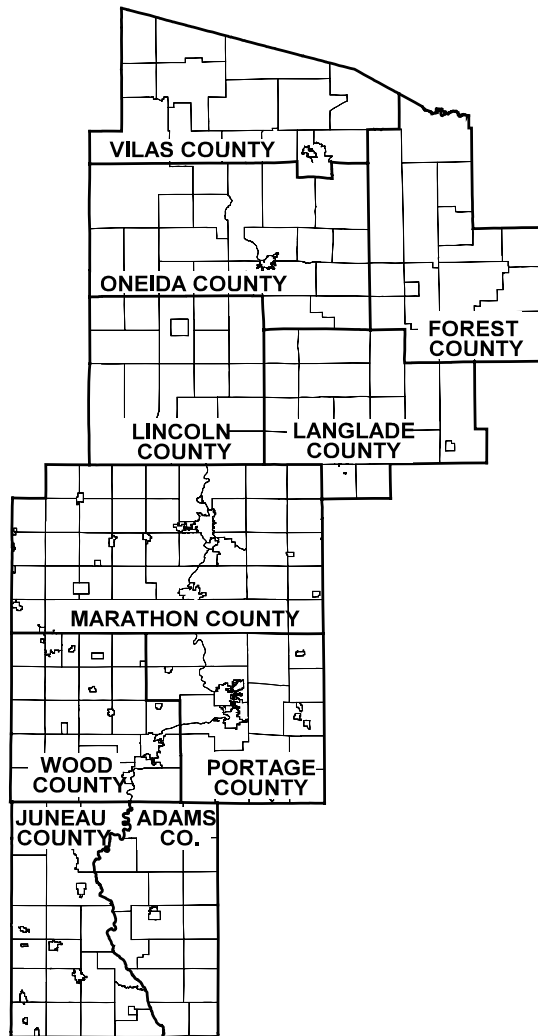 VILAS COUNTY
ONEIDA COUNTY
FOREST
COUNTY
LINCOLN
COUNTY
LANGLADE
COUNTY
MARATHON COUNTY
WOOD
COUNTY
PORTAGE
COUNTY
JUNEAU
COUNTY
ADAMS
CO.